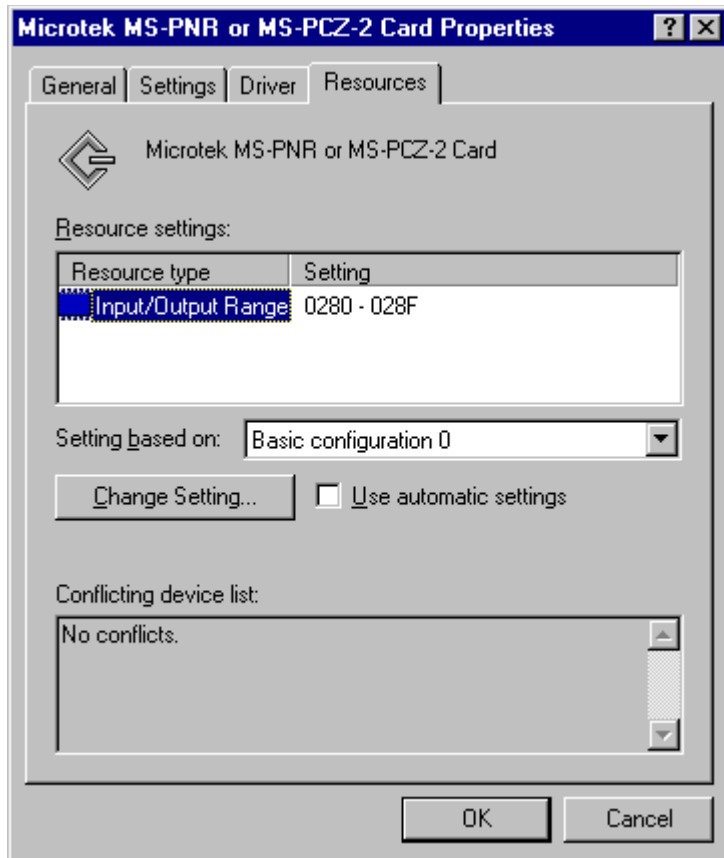 Microtek MS-PNR or MS-PCZ-2 Card Properties
General Settings Driver Resources
Microtek MS-PNR or MS-PCZ-2 Card
Resource settings:
Resource type Setting
Input/Output Range 0280 - 028F
Setting based on: Basic configuration 0
Change Setting... Use automatic settings
Conflicting device list:
No conflicts.
OK Cancel